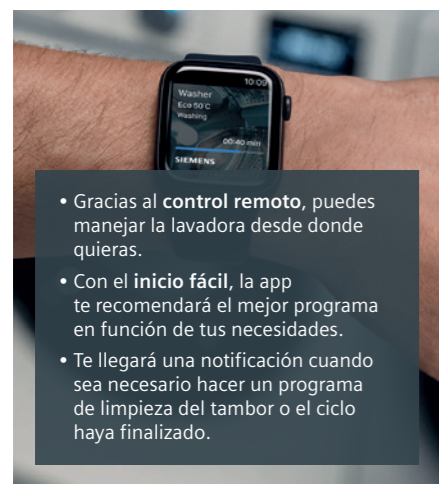 10:09
Washer
Eco 50°C
Washing
00:40 min
SIEMENS
• Gracias al control remoto, puedes
manejar la lavadora desde donde
quieras.
• Con el inicio fácil, la app
te recomendará el mejor programa
en función de tus necesidades.
• Te llegará una notificación cuando
sea necesario hacer un programa
de limpieza del tambor o el ciclo
haya finalizado.